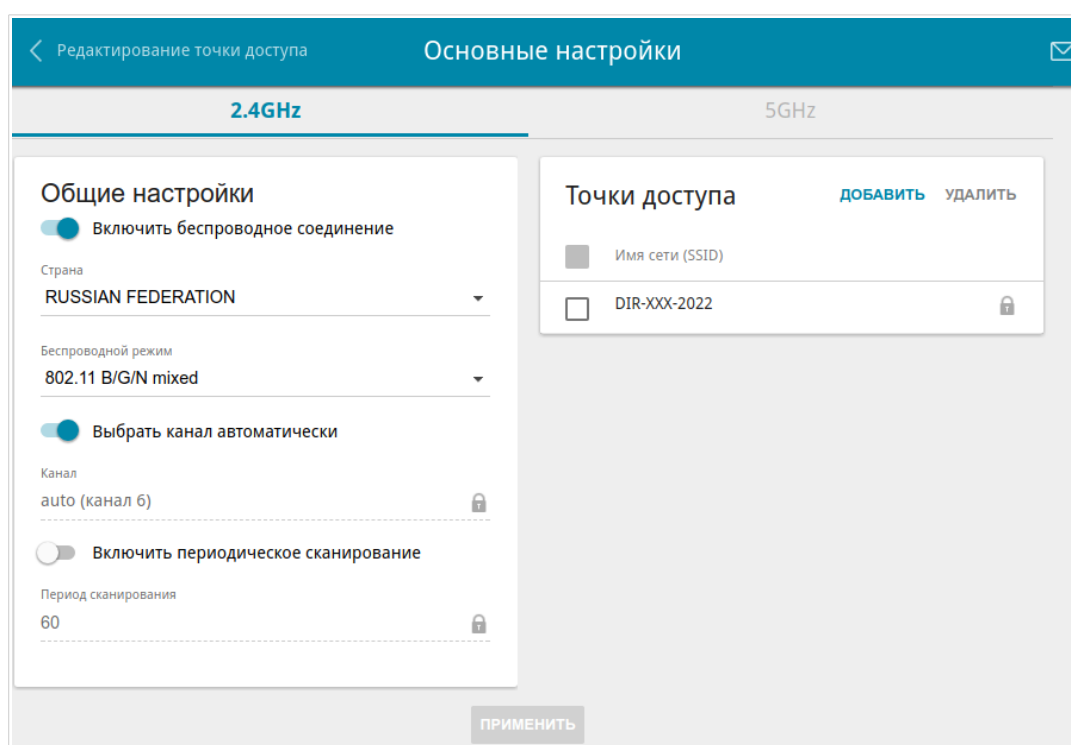 Редактирование точки доступа
Основные настройки
2.4GHz
5GHz
Общие настройки
Включить беспроводное соединение
Страна
RUSSIAN FEDERATION
Беспроводной режим
802.11 B/G/N mixed
Выбрать канал автоматически
Канал
auto (канал 6)
Включить периодическое сканирование
Период сканирования
60
Точки доступа
ДОБАВИТЬ
УДАЛИТЬ
Имя сети (SSID)
DIR-XXX-2022
ПРИМЕНИТЬ